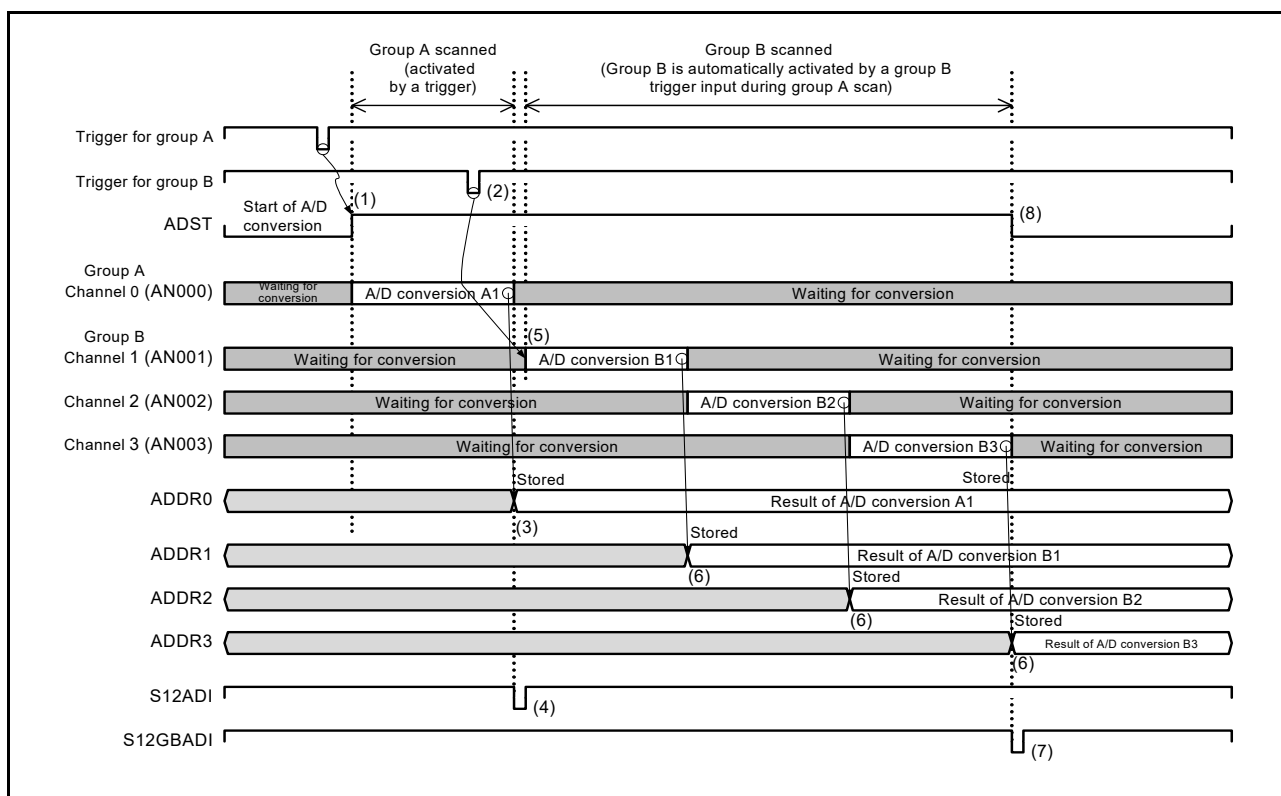 Group A scanned
(activated
by a trigger)
Group B scanned
(Group B is automatically activated by a group B
trigger input during group A scan)
Trigger for group A
Trigger for group B
(2)
Start of A/D
conversion
(1)
ADST
(8)
Group A
Channel 0 (AN000)
Waiting for
conversion
A/D conversion A1
Waiting for conversion
Group B
Channel 1 (AN001)
Waiting for conversion
(5)
A/D conversion B1
Waiting for conversion
Channel 2 (AN002)
Waiting for conversion
A/D conversion B2
Waiting for conversion
Channel 3 (AN003)
Waiting for conversion
A/D conversion B3
Waiting for conversion
ADDR0
Stored
Stored
Result of A/D conversion A1
(3)
ADDR1
Stored
Result of A/D conversion B1
(6)
ADDR2
Stored
Result of A/D conversion B2
(6)
ADDR3
Stored
Result of A/D conversion B3
(6)
S12ADI
(4)
S12GBADI
(7)